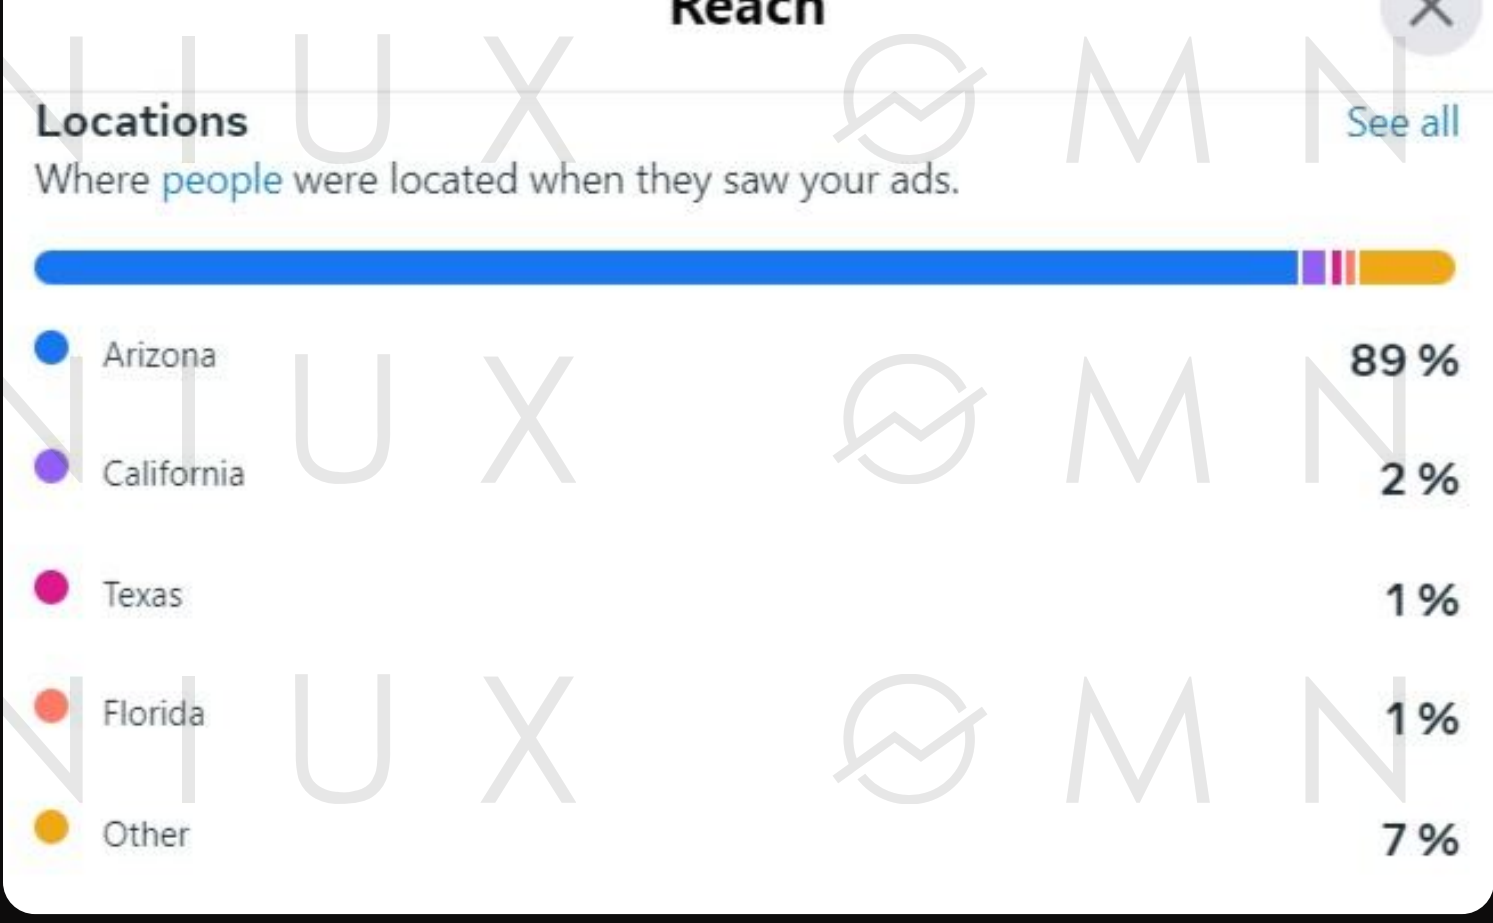 Reach
Locations
See all
Where people were located when they saw your ads.
Arizona
89 %
California
2 %
Texas
1 %
Florida
1 %
Other
7 %
N I U X O M N
N I U X O M N
N I U X O M N